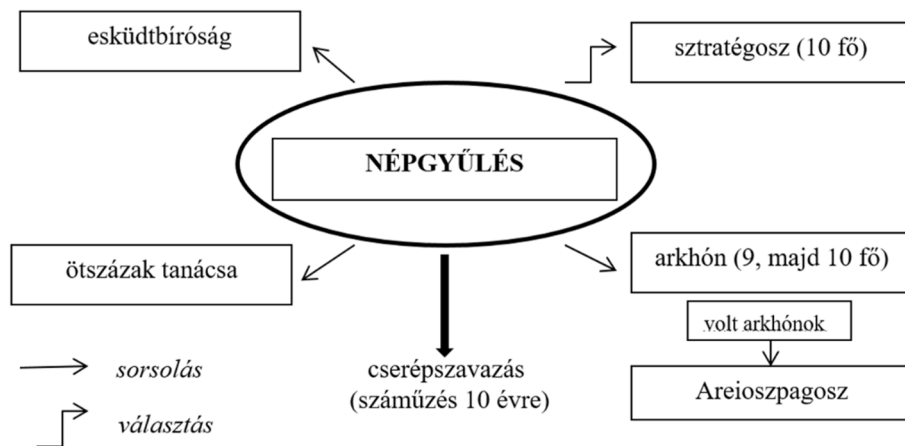 esküdtbíróság
sztratégosz (10 fő)
NÉPGYŰLÉS
ötszázak tanácsa
arkhón (9, majd 10 fő)
volt arkhónok
Areioszpagosz
cserépszavazás
(száműzés 10 évre)
sorsolás
választás